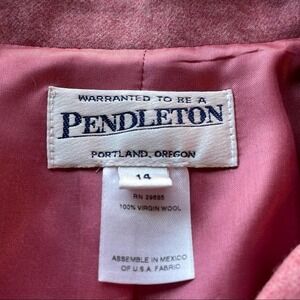 WARRANTED TO BE A
PENDLETON
PORTLAND, OREGON
14
RN 29685
100% VIRGIN WOOL
ASSEMBLE IN MEXICO
OF U.S.A. FABRIC